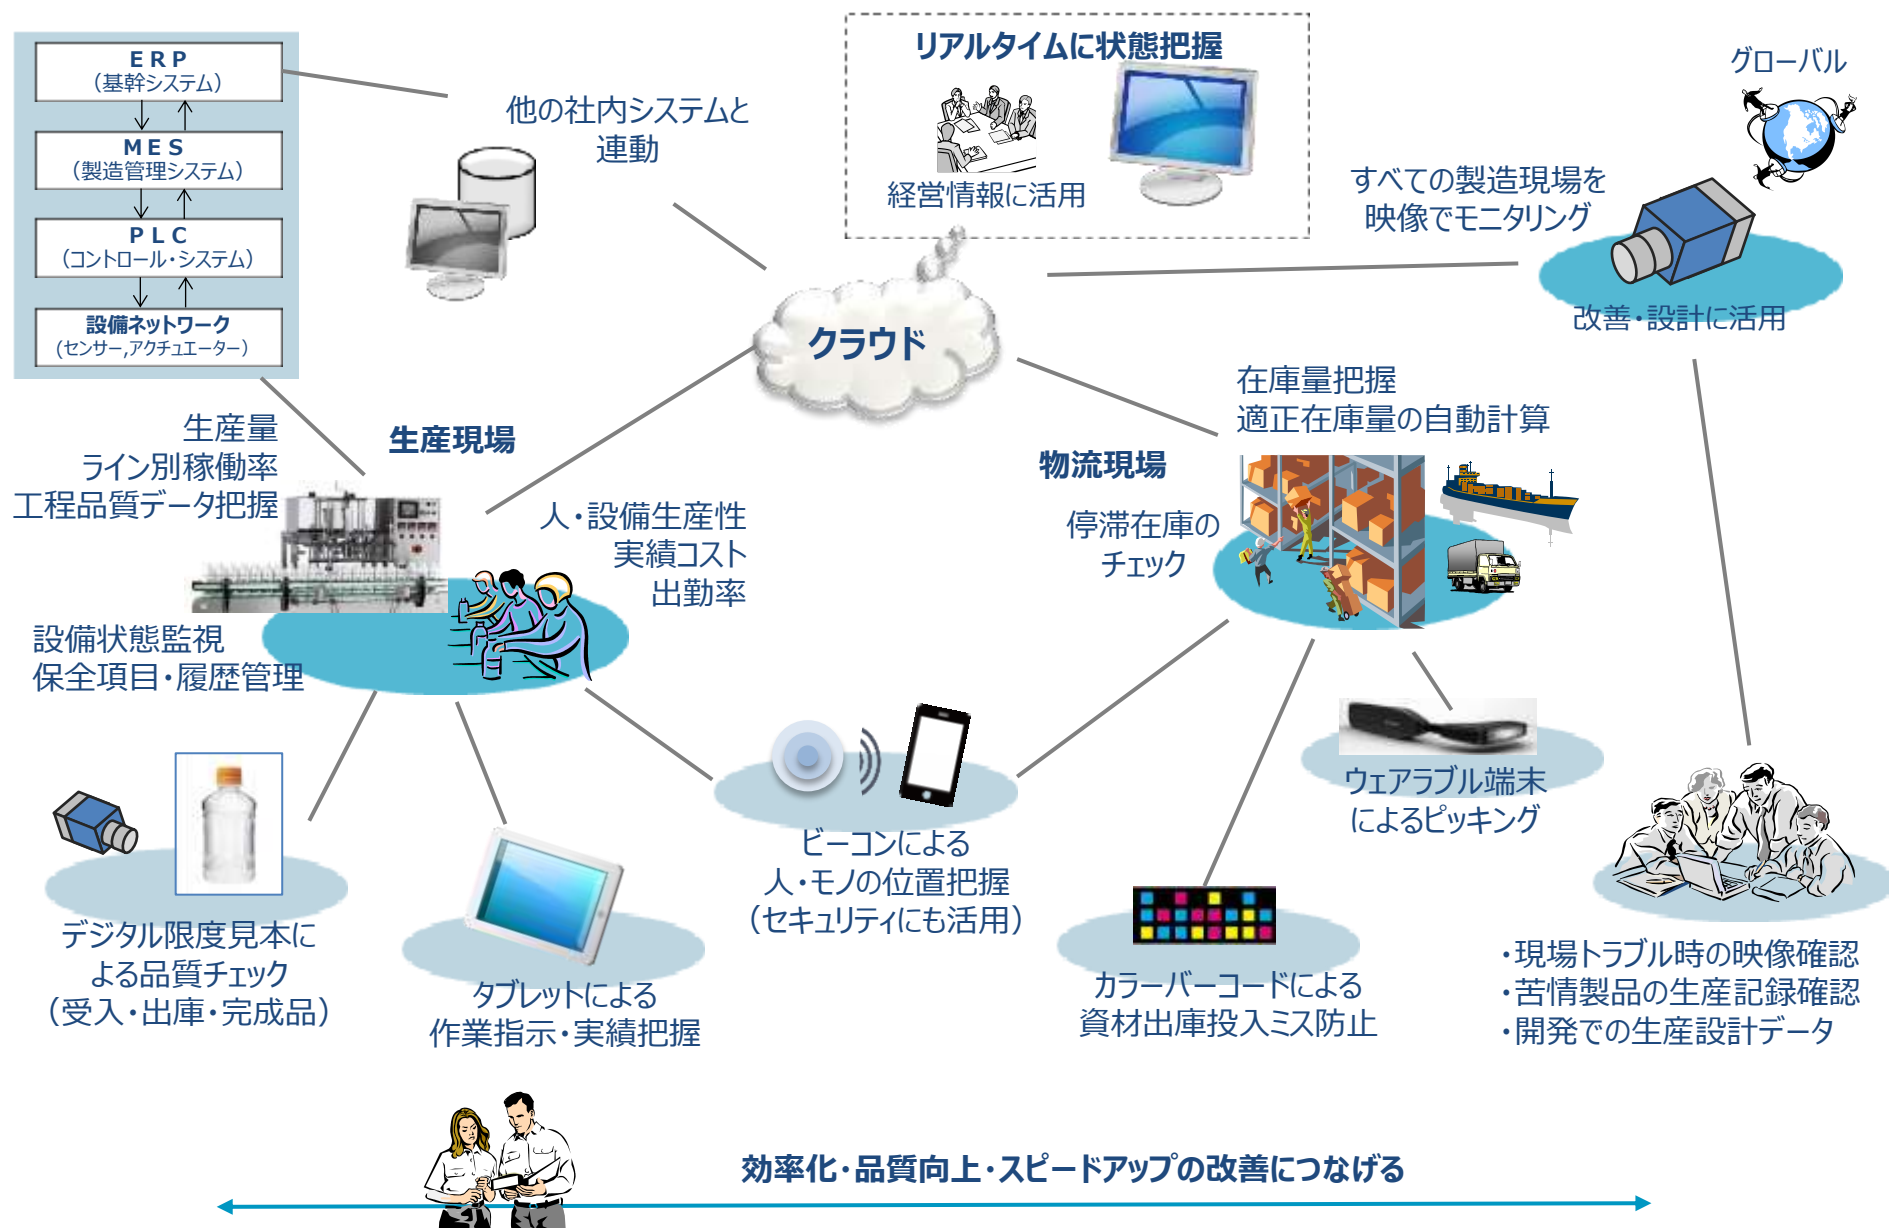 ERP
（基幹システム）
MES
（製造管理システム）
PLC
（コントロール・システム）
設備ネットワーク
（センサー,アクチュエーター）
他の社内システムと
連動
リアルタイムに状態把握
経営情報に活用
グローバル
すべての製造現場を
映像でモニタリング
改善・設計に活用
クラウド
生産量
ライン別稼働率
工程品質データ把握
生産現場
人・設備生産性
実績コスト
出勤率
設備状態監視
保全項目・履歴管理
在庫量把握
適正在庫量の自動計算
物流現場
停滞在庫の
チェック
デジタル限度見本に
よる品質チェック
（受入・出庫・完成品）
タブレットによる
作業指示・実績把握
ビーコンによる
人・モノの位置把握
（セキュリティにも活用）
カラーバーコードによる
資材出庫投入ミス防止
ウェアラブル端末
によるピッキング
・現場トラブル時の映像確認
・苦情製品の生産記録確認
・開発での生産設計データ
効率化・品質向上・スピードアップの改善につなげる